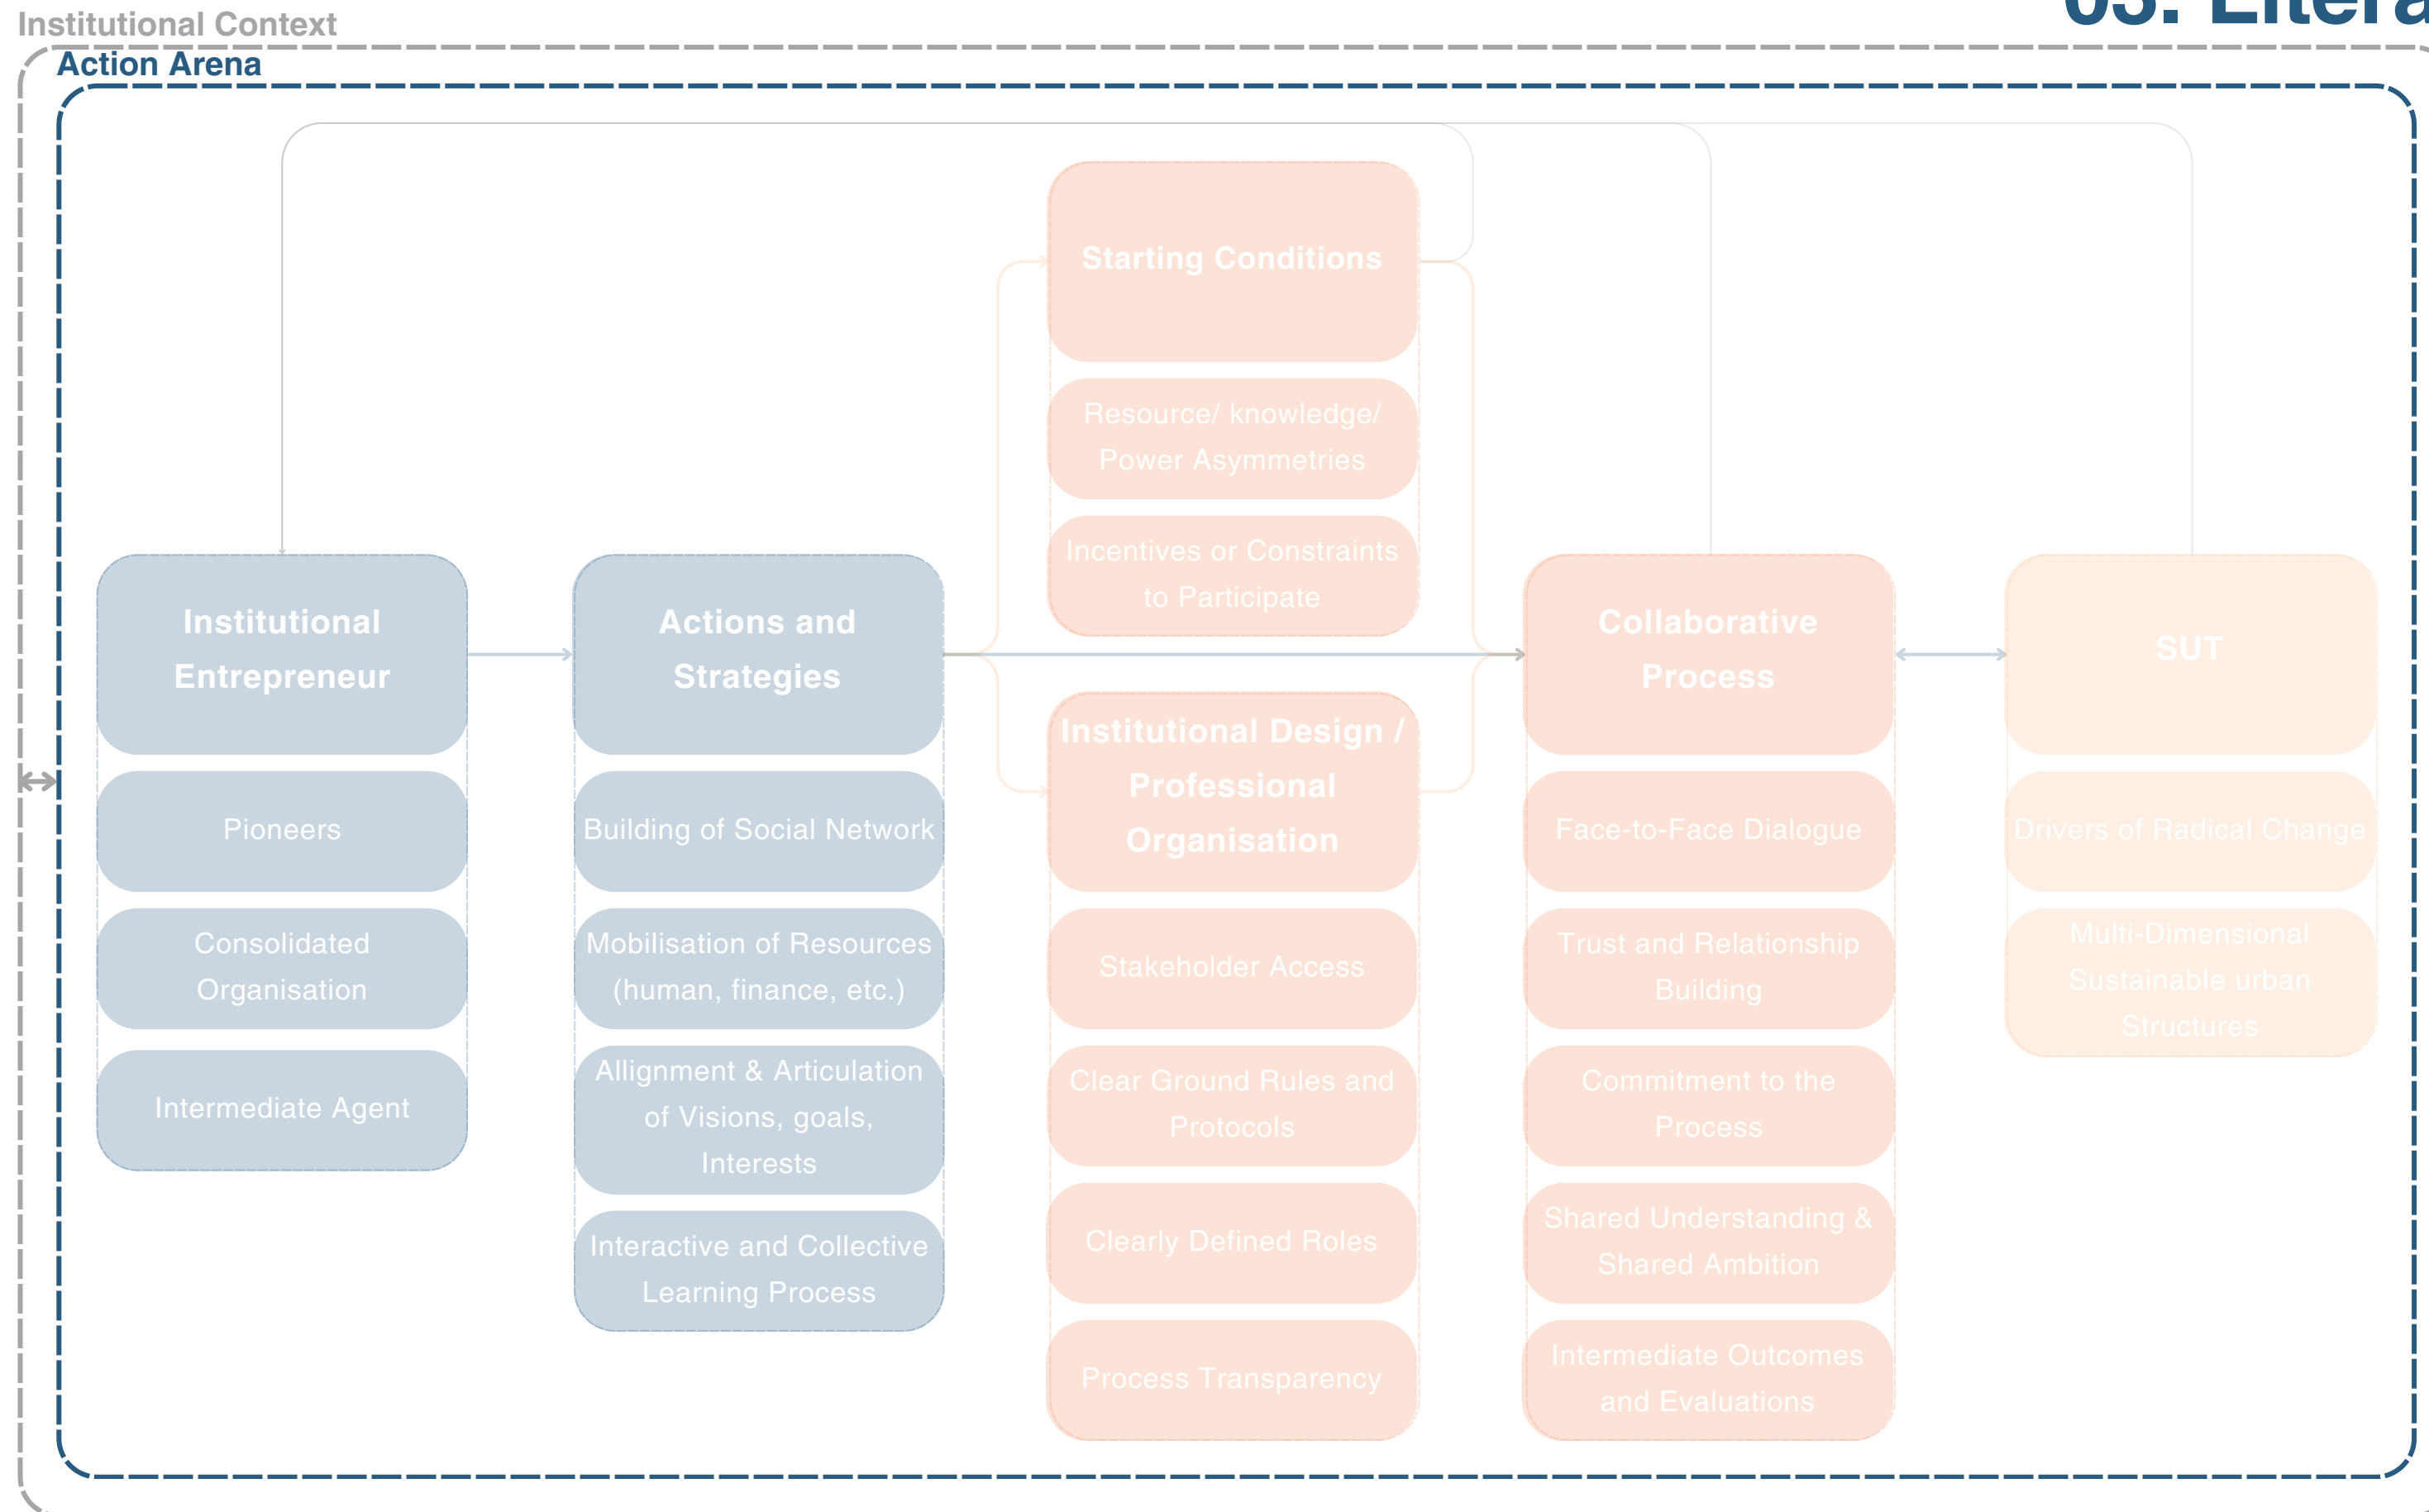 Institutional Context
Action Arena
Starting Conditions
Resource/ knowledge/
Power Asymmetries
Incentives or Constraints
to Participate
Institutional
Entrepreneur
Pioneers
Consolidated
Organisation
Intermediate Agent
Actions and
Strategies
Building of Social Network
Mobilisation of Resources
(human, finance, etc.)
Allignment & Articulation
of Visions, goals,
Interests
Interactive and Collective
Learning Process
Institutional Design /
Professional
Organisation
Stakeholder Access
Clear Ground Rules and
Protocols
Clearly Defined Roles
Process Transparency
Collaborative
Process
Face-to-Face Dialogue
Trust and Relationship
Building
Commitment to the
Process
Shared Understanding &
Shared Ambition
Intermediate Outcomes
and Evaluations
SUT
Drivers of Radical Change
Multi-Dimensional
Sustainable urban
Structures